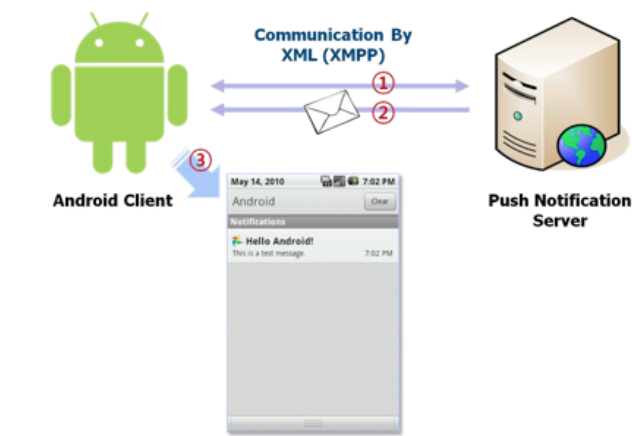 Communication By
XML (XMPP)
①
②
③
Android Client
Push Notification
Server
May 14, 2010
7:02 PM
Android
Clear
Notifications
Hello Android!
This is a test message.
7:02 PM